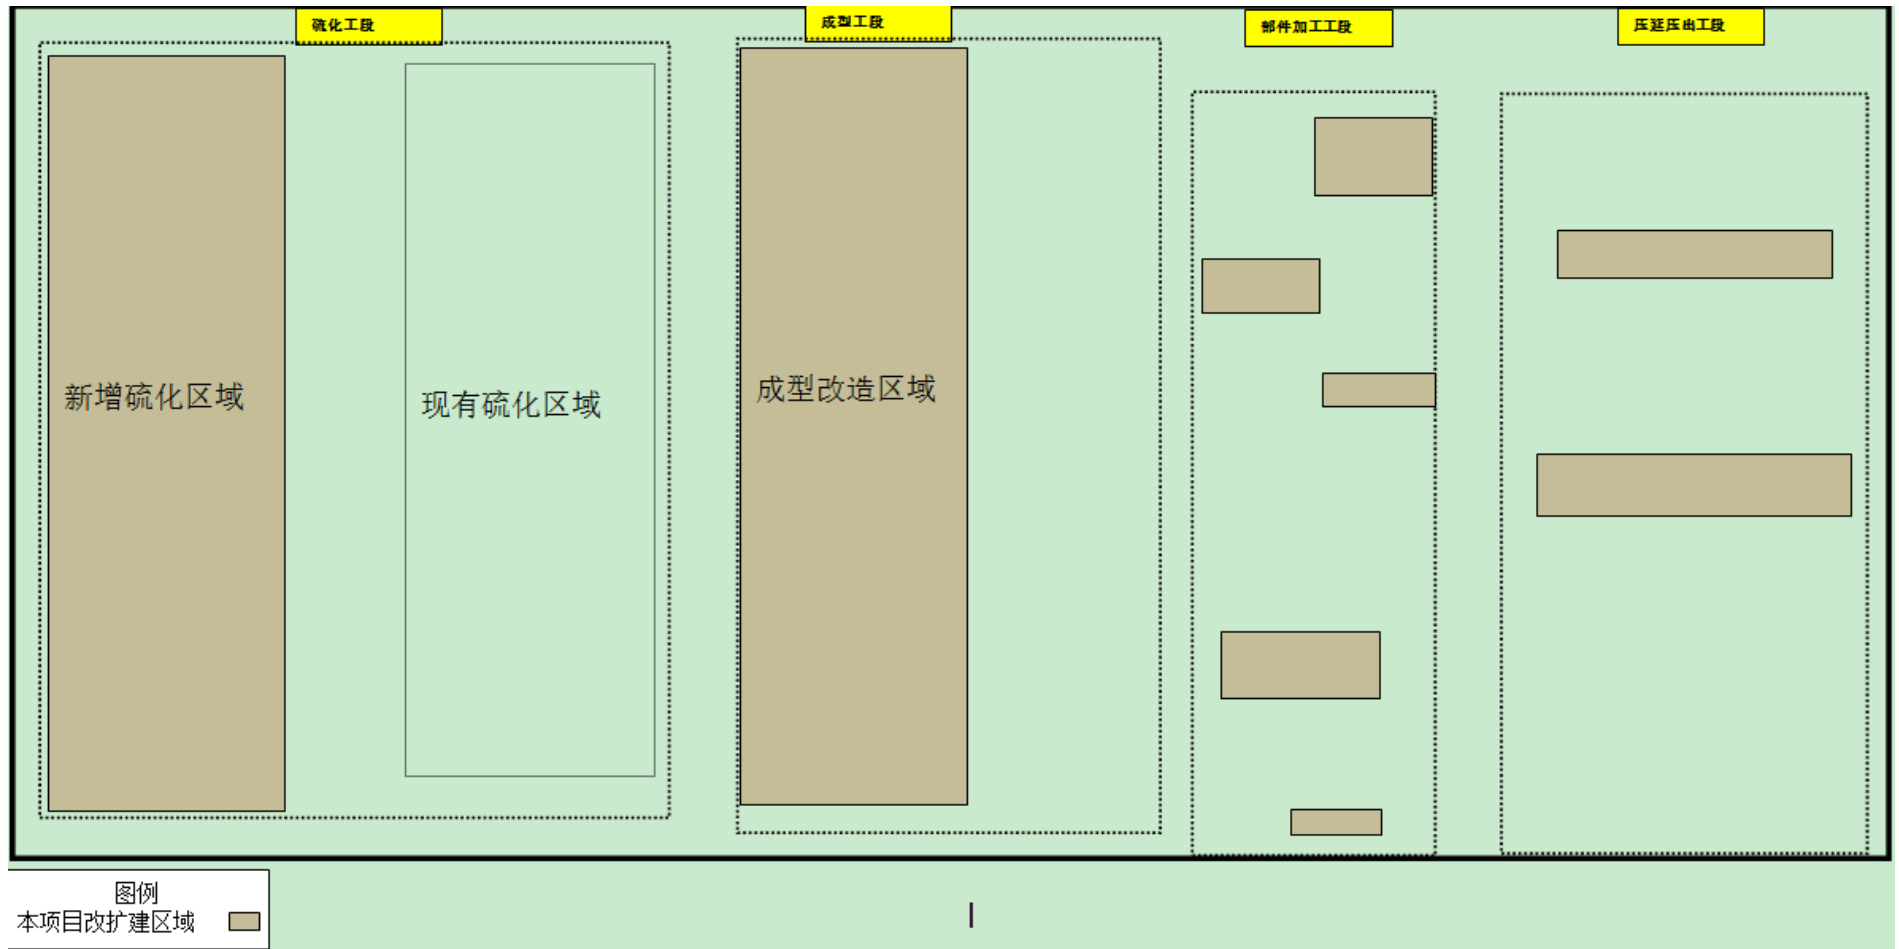 硫化工段
成型工段
部件加工工段
压延压出工段
新增硫化区域
现有硫化区域
成型改造区域
图例
本项目改扩建区域